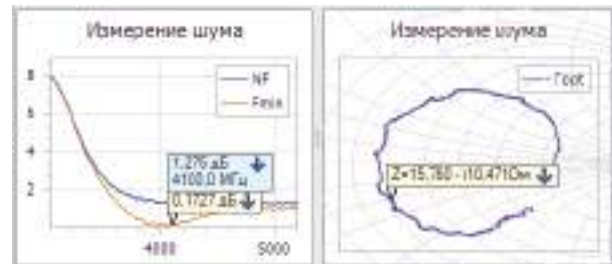 Измерение шума
8
6
4
2
NF
Fmin
1,276 дБ
4100,0 МГц
0,1727 дБ
4000
5000
Измерение шума
Гopt
Z=15,760 - i10,471Ом